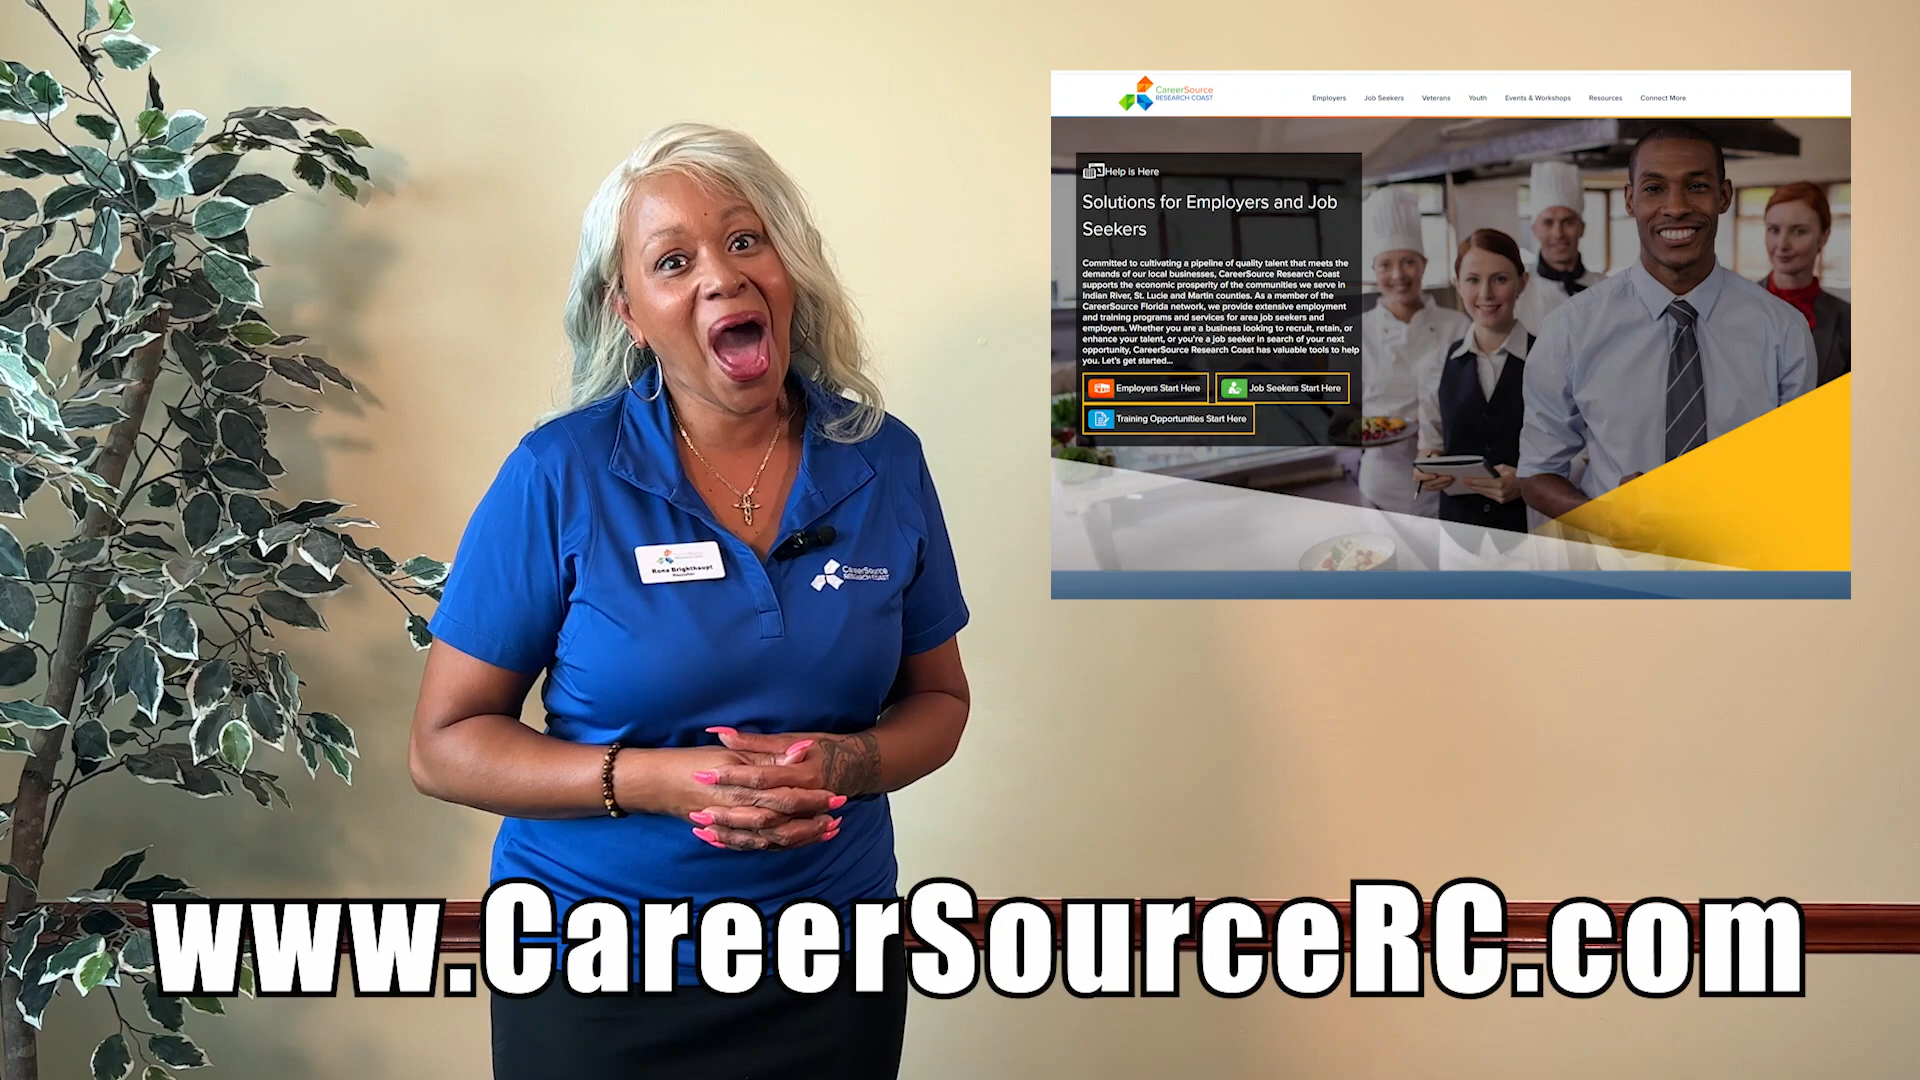 CareerSource
RESEARCH COAST
Employers Job Seekers Veterans Youth Events & Workshops Resources Connect More
Help is Here
Solutions for Employers and Job
Seekers
Committed to cultivating a pipeline of quality talent that meets the
demands of our local businesses, CareerSource Research Coast
supports the economic prosperity of the communities we serve in
Indian River, St. Lucie and Martin counties. As a member of the
CareerSource Florida network, we provide extensive employment
and training programs and services for area job seekers and
employers. Whether you are a business looking to recruit, retain, or
enhance your talent, or you're a job seeker in search of your next
opportunity, CareerSource Research Coast has valuable tools to help
you. Let's get started...
Employers Start Here Job Seekers Start Here
Training Opportunities Start Here
Rona Brighthaupt
CareerSource
RESEARCH COAST
www.CareerSourceRC.com